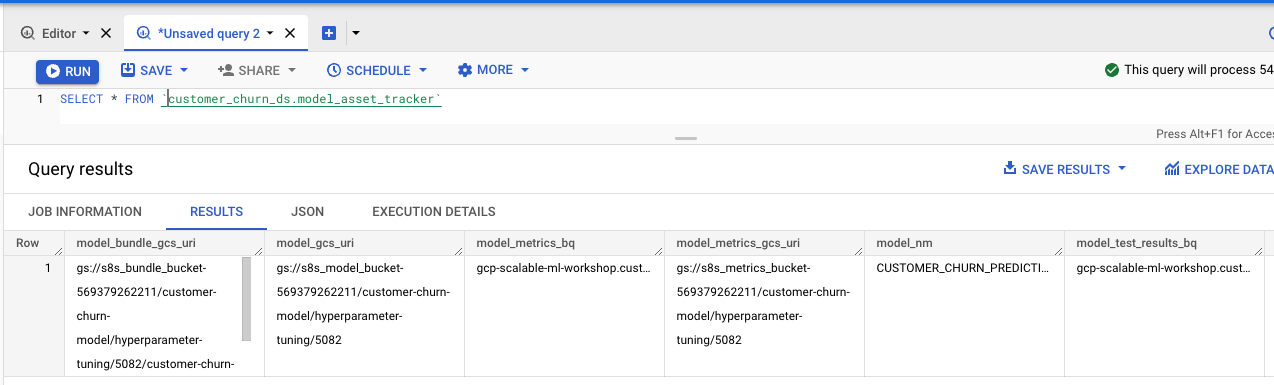 Editor *Unsaved query 2
RUN SAVE SHARE SCHEDULE MORE This query will process 54
1 SELECT * FROM `customer_churn_ds.model_asset_tracker`
Press Alt+F1 for Acce
Query results SAVE RESULTS EXPLORE DATA
JOB INFORMATION RESULTS JSON EXECUTION DETAILS
Row model_bundle_gcs_uri model_gcs_uri model_metrics_bq model_metrics_gcs_uri model_nm model_test_results_bq
1 gs://s8s_bundle_bucket- gs://s8s_model_bucket- gcp-scalable-ml-workshop.cust... gs://s8s_metrics_bucket- CUSTOMER_CHURN_PREDICTI... gcp-scalable-ml-workshop.cust...
569379262211/customer- 569379262211/customer-churn- 569379262211/customer-churn-
churn- model/hyperparameter- model/hyperparameter-
model/hyperparameter- tuning/5082 tuning/5082
tuning/5082/customer-churn-